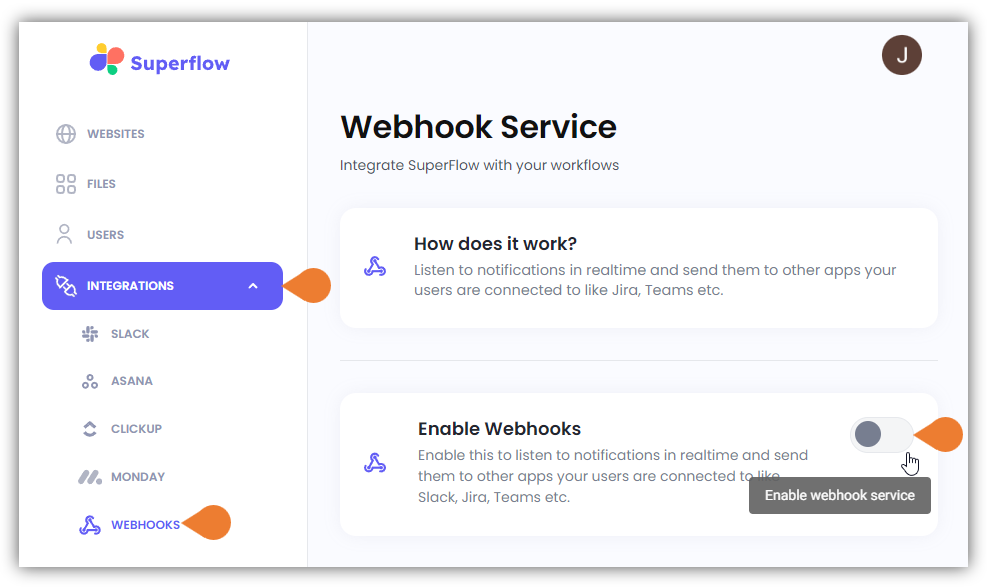 Superflow
J
WEBSITES
FILES
USERS
INTEGRATIONS
SLACK
ASANA
CLICKUP
MONDAY
WEBHOOKS
Webhook Service
Integrate SuperFlow with your workflows
How does it work?
Listen to notifications in realtime and send them to other apps your
users are connected to like Jira, Teams etc.
Enable Webhooks
Enable this to listen to notifications in realtime and send
them to other apps your users are connected to like
Slack, Jira, Teams etc.
Enable webhook service